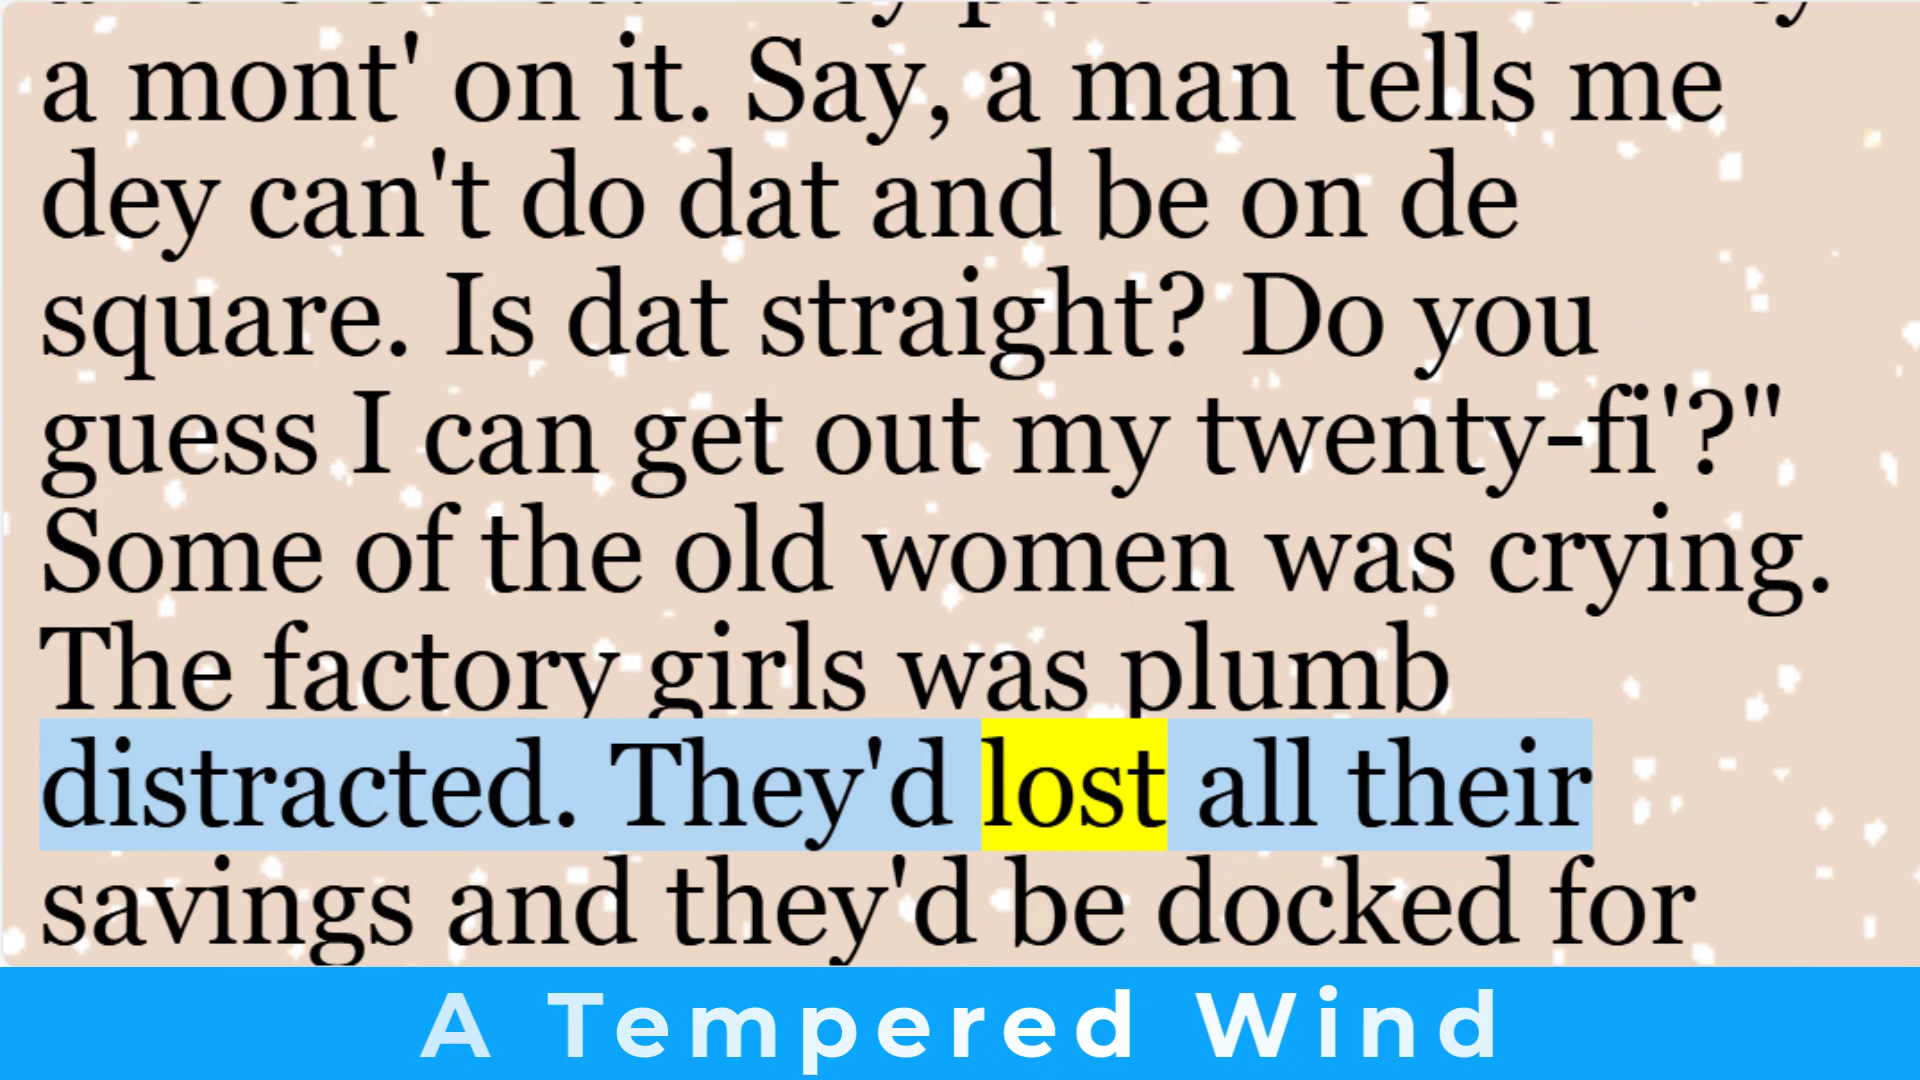 a mont' on it. Say, a man tells me
dey can't do dat and be on de
square. Is dat straight? Do you
guess I can get out my twenty-fi'?"
Some of the old women was crying.
The factory girls was plumb
distracted. They'd lost all their
savings and they'd be docked for
A Tempered Wind